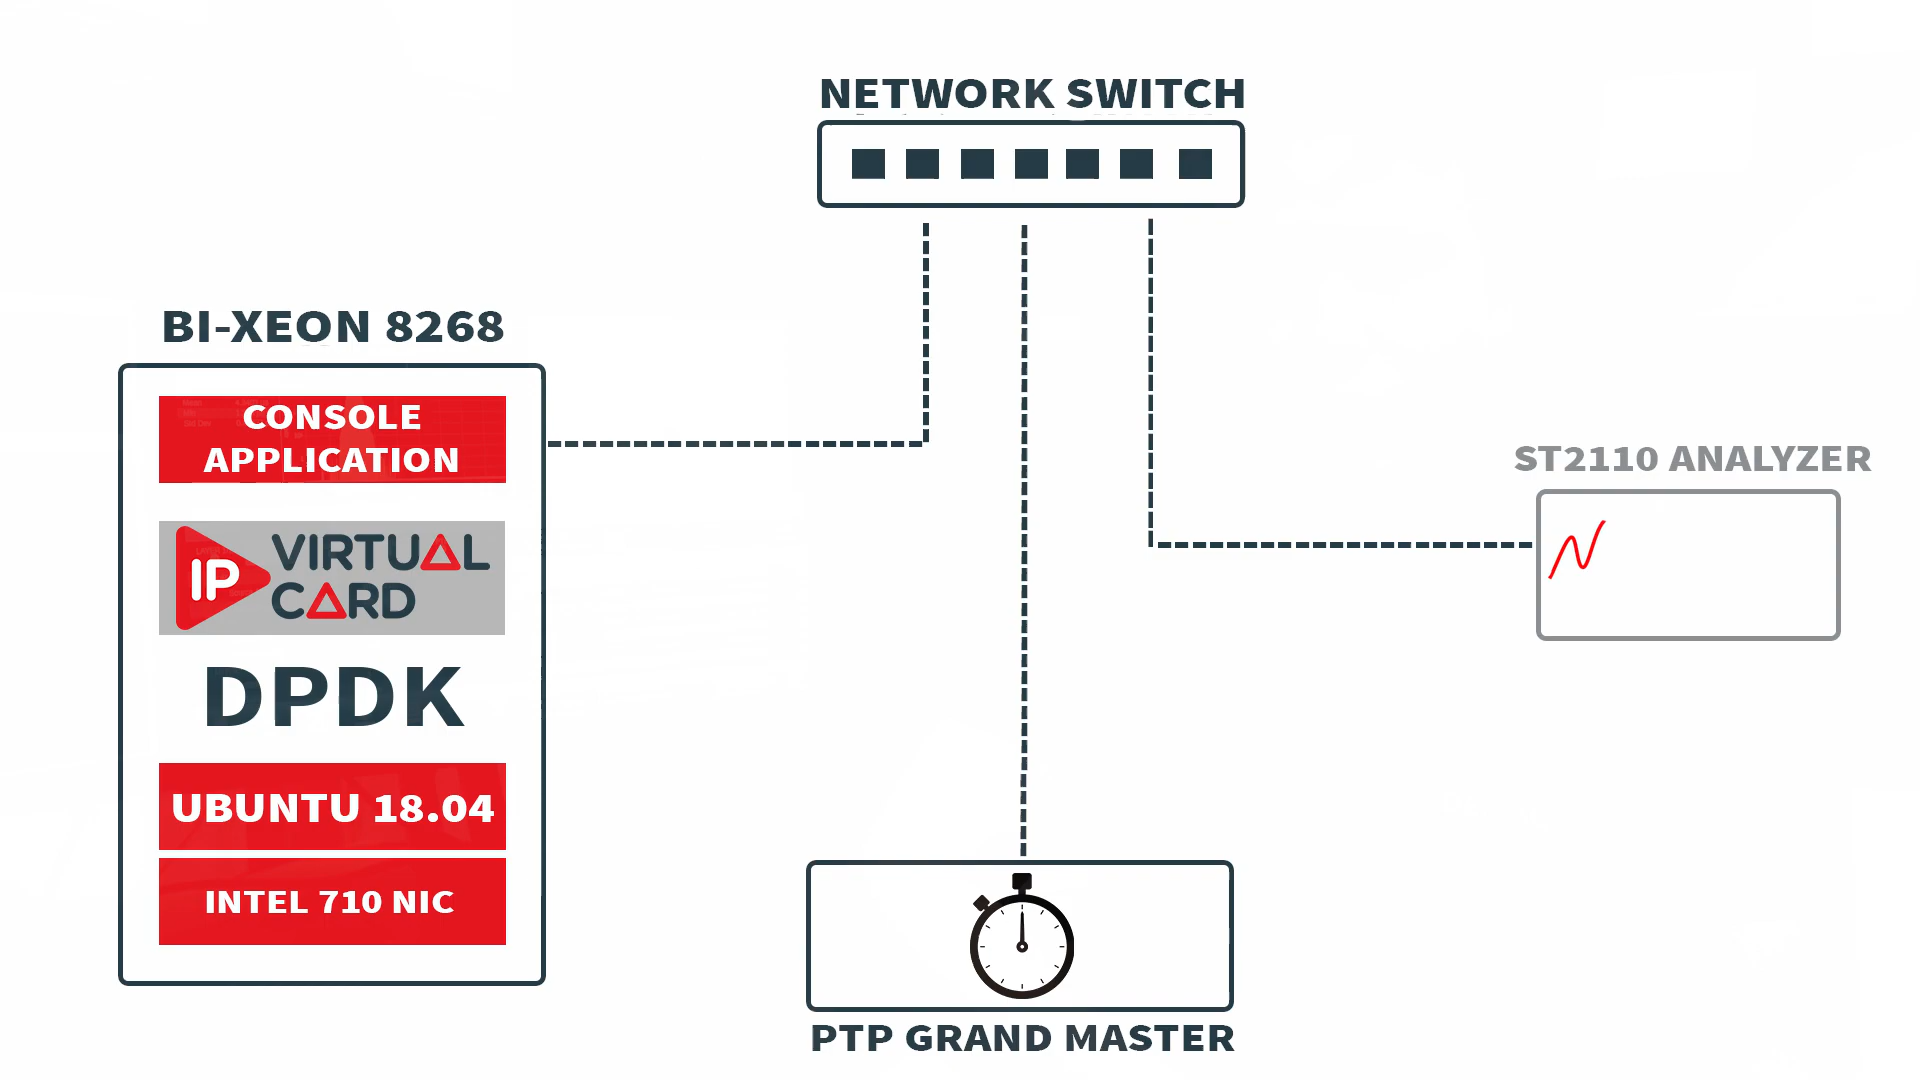 NETWORK SWITCH
BI-XEON 8268
CONSOLE
APPLICATION
IP VIRTUAL
CARD
DPDK
UBUNTU 18.04
INTEL 710 NIC
ST2110 ANALYZER
PTP GRAND MASTER